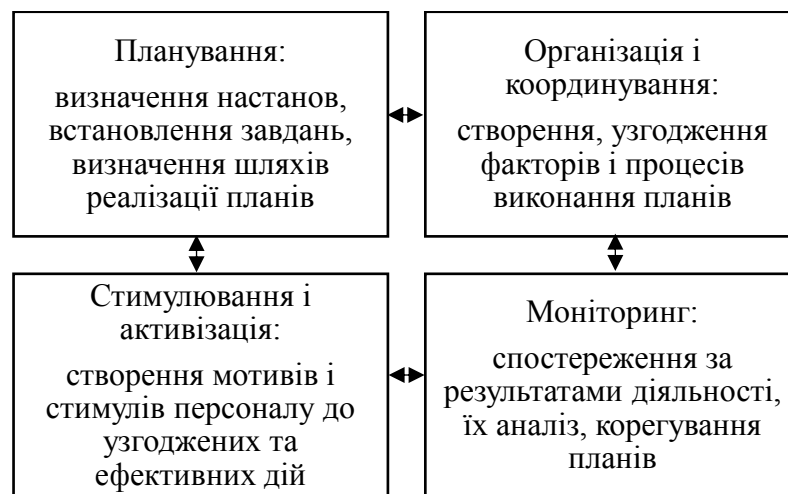 Планування:
визначення настанов,
встановлення завдань,
визначення шляхів
реалізації планів
Організація і
координування:
створення, узгодження
факторів і процесів
виконання планів
Стимулювання і
активізація:
створення мотивів і
стимулів персоналу до
узгоджених та
ефективних дій
Моніторинг:
спостереження за
результатами діяльності,
їх аналіз, корегування
планів